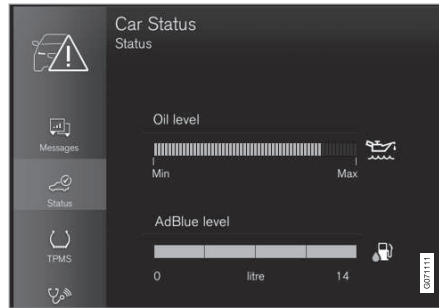 Car Status
Status
Messages
Status
TPMS
Oil level
Min
Max
AdBlue level
0
litre
14
G071111